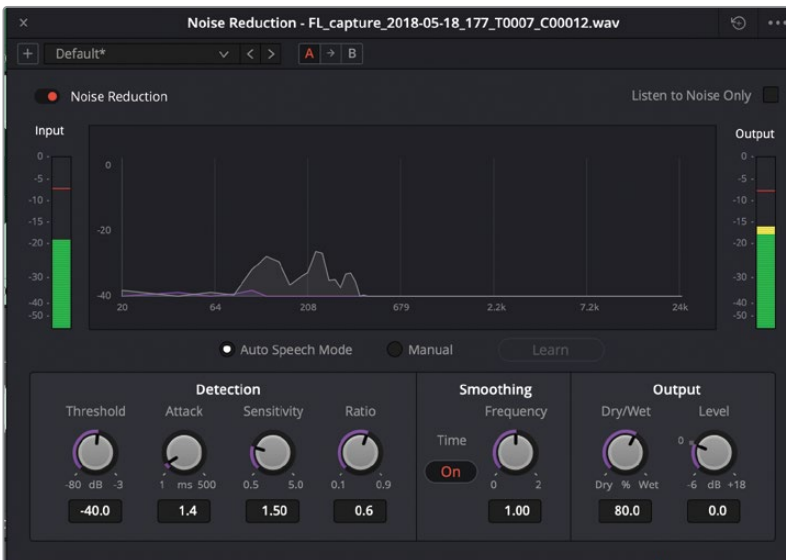 Noise Reduction - FL_capture_2018-05-18_177_T0007_C00012.wav
Default*
A B
Noise Reduction
Listen to Noise Only
Input
Output
0
-5
-10
-15
-20
-30
-40
-50
0
-20
-40
20 64 208 679 2.2k 7.2k 24k
0
-5
-10
-15
-20
-30
-40
-50
Auto Speech Mode Manual Learn
Detection
Threshold Attack Sensitivity Ratio
-80 dB -3 1 ms 500 0.5 5.0 0.1 0.9
-40.0 1.4 1.50 0.6
Smoothing
Frequency
Time
On
0 2
1.00
Output
Dry/Wet Level
0
Dry % Wet -6 dB +18
80.0 0.0